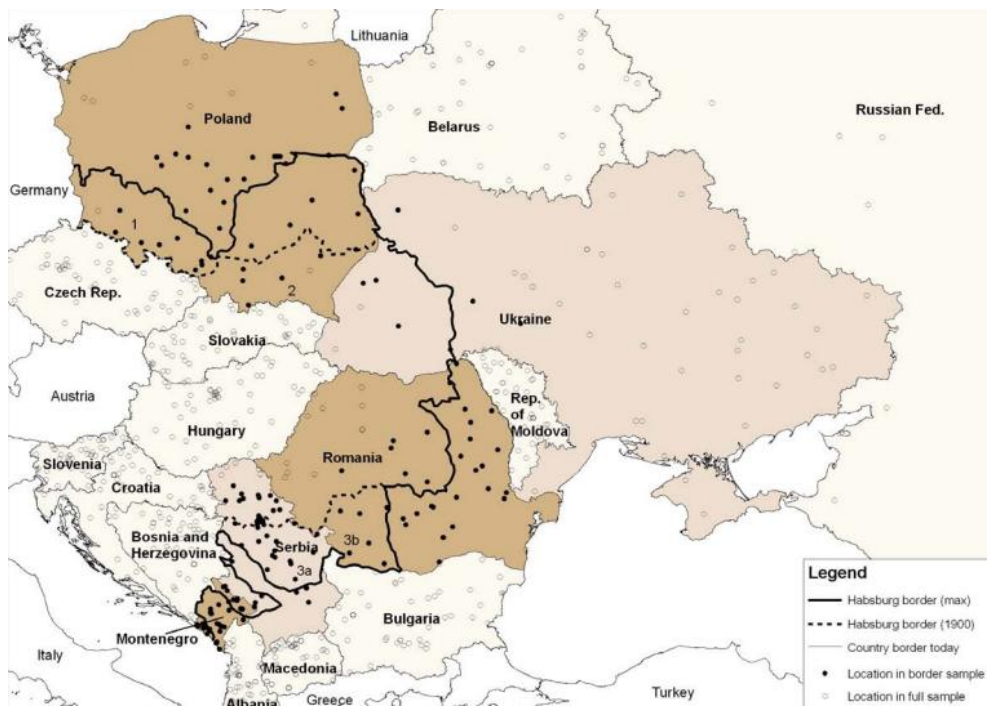 Lithuania
Russian Fed.
Poland
Belarus
Germany
1
2
Czech Rep.
Ukraine
Slovakia
Austria
Rep.
of
Moldova
Hungary
Romania
Slovenia
Croatia
Bosnia and
Herzegovina
3b
Serbia
3a
Legend
Habsburg border (max)
Habsburg border (1900)
Country border today
Location in border sample
Location in full sample
Bulgaria
Montenegro
Italy
Macedonia
Turkey
Greece
Albania